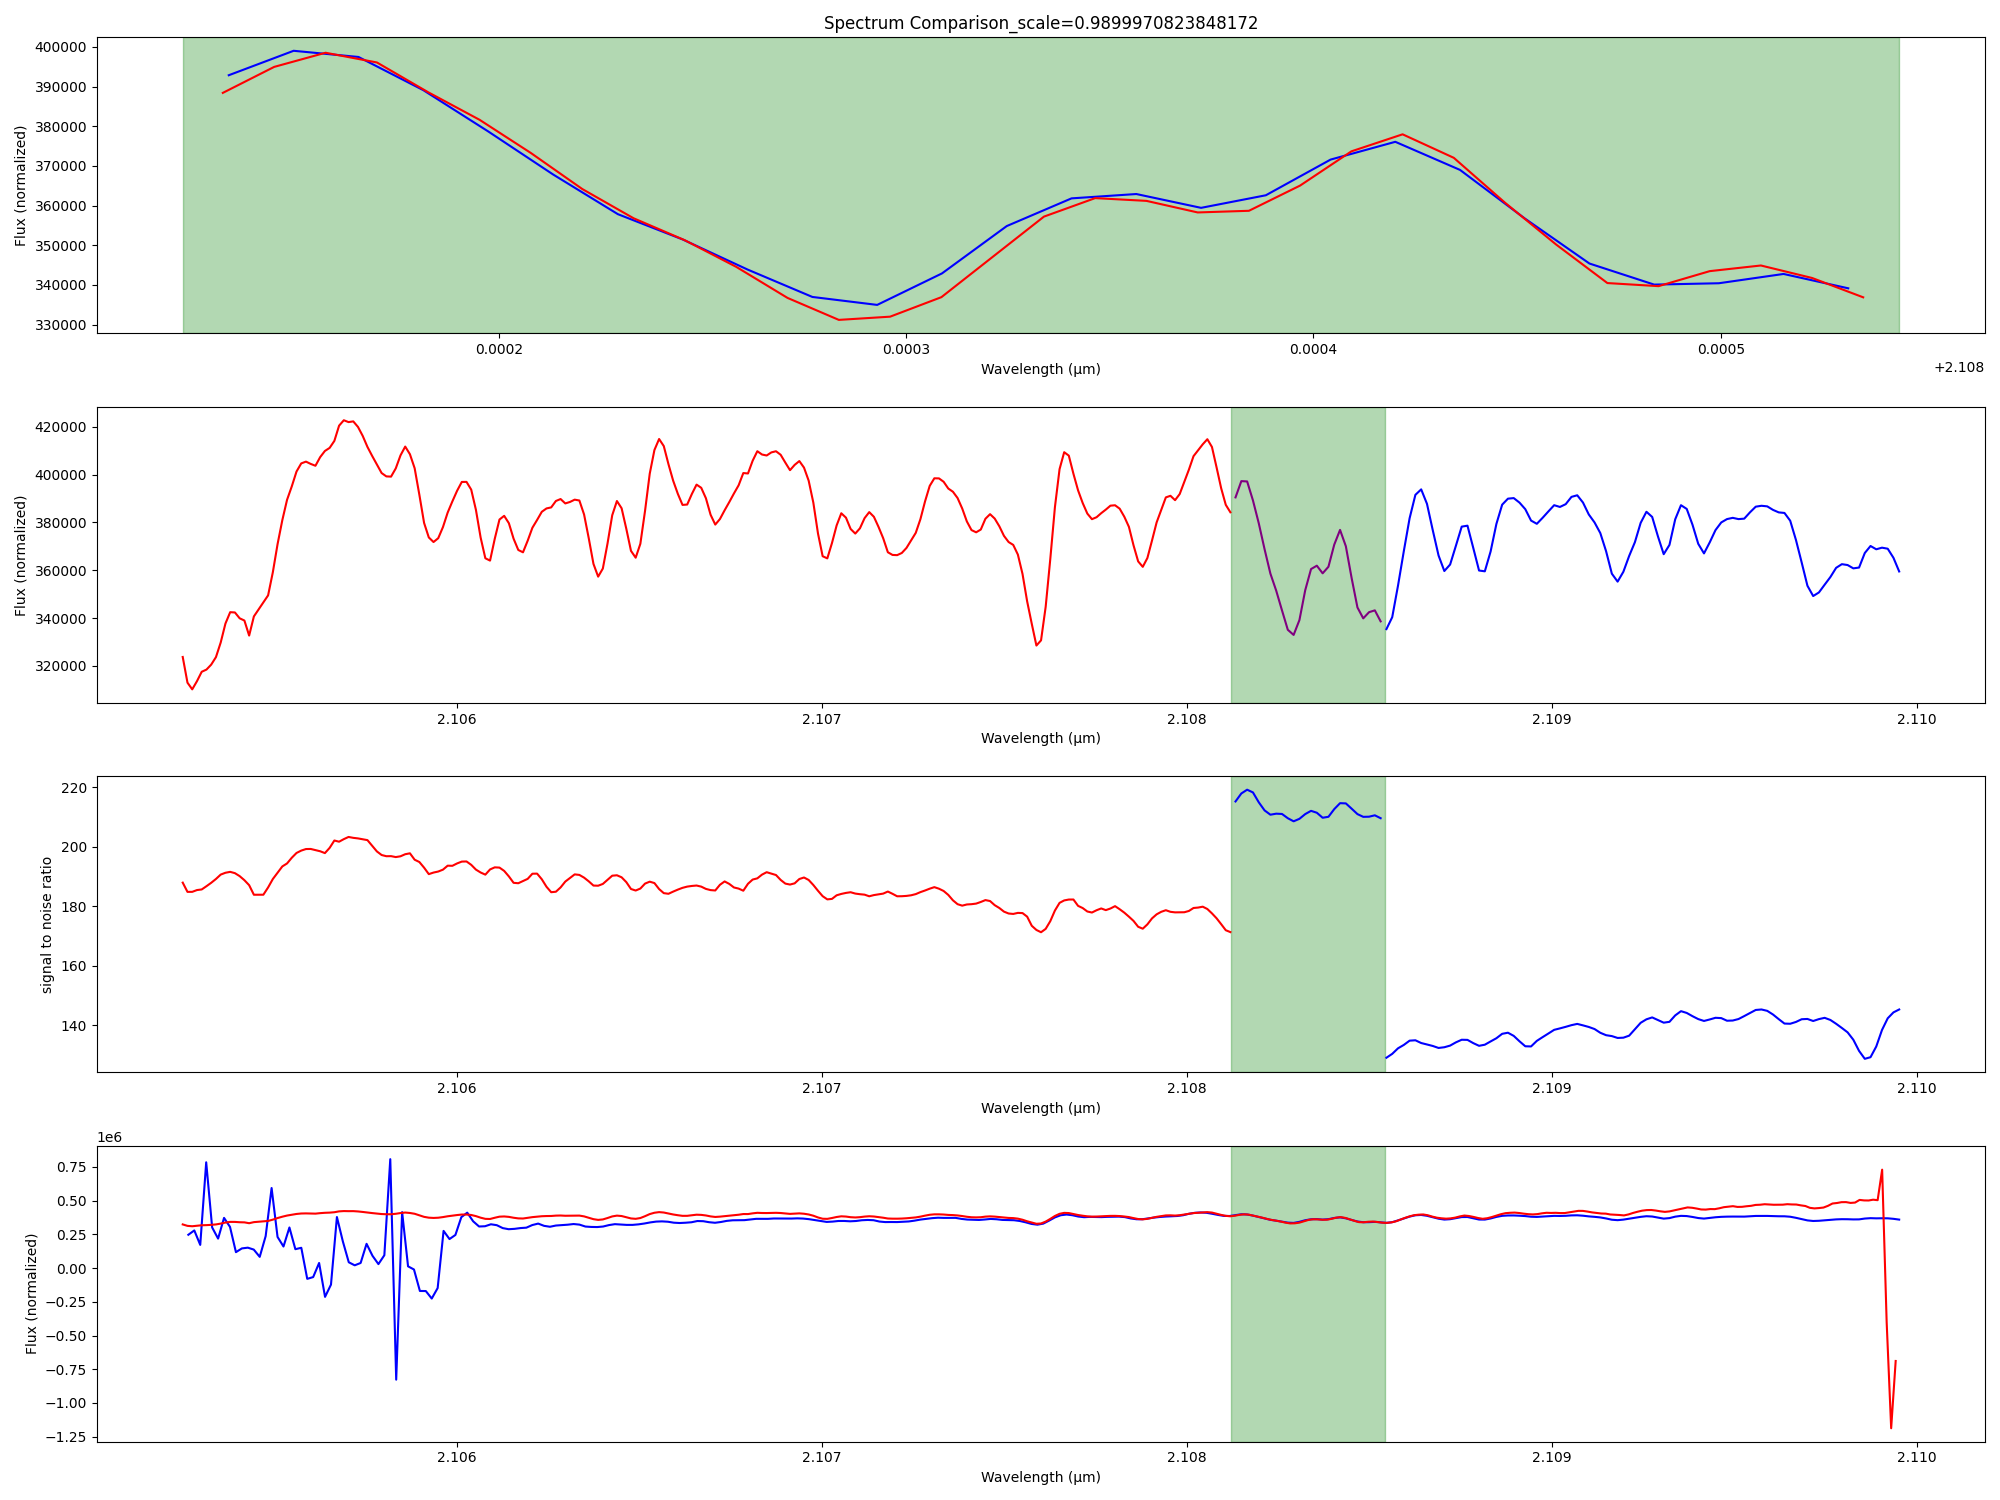 Spectrum Comparison_scale=0.9899970823848172
400000
390000
380000
370000
360000
350000
340000
330000
Flux (normalized)
0.0002 0.0003 0.0004 0.0005
+2.108
Wavelength (μm)
420000
400000
380000
360000
340000
320000
Flux (normalized)
2.106 2.107 2.108 2.109 2.110
Wavelength (μm)
220
200
180
160
140
signal to noise ratio
2.106 2.107 2.108 2.109 2.110
Wavelength (μm)
1e6
0.75
0.50
0.25
0.00
−0.25
−0.50
−0.75
−1.00
−1.25
Flux (normalized)
2.106 2.107 2.108 2.109 2.110
Wavelength (μm)